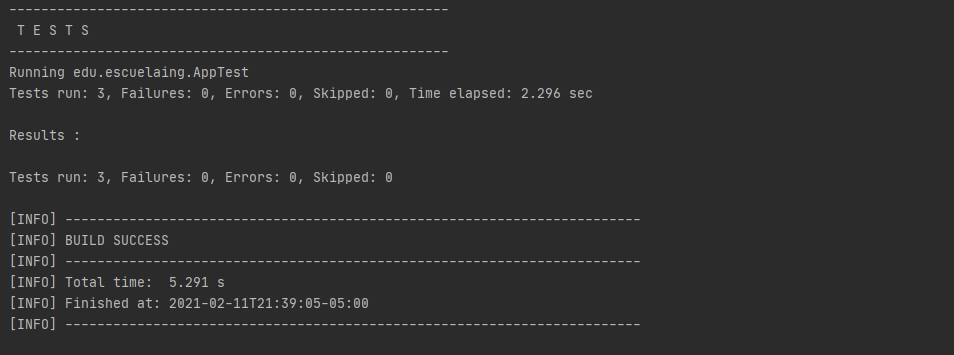 -------------------------------------------------------
 T E S T S
-------------------------------------------------------
Running edu.escuelaing.AppTest
Tests run: 3, Failures: 0, Errors: 0, Skipped: 0, Time elapsed: 2.296 sec

Results :

Tests run: 3, Failures: 0, Errors: 0, Skipped: 0

[INFO] ------------------------------------------------------------------------
[INFO] BUILD SUCCESS
[INFO] ------------------------------------------------------------------------
[INFO] Total time:  5.291 s
[INFO] Finished at: 2021-02-11T21:39:05-05:00
[INFO] ------------------------------------------------------------------------